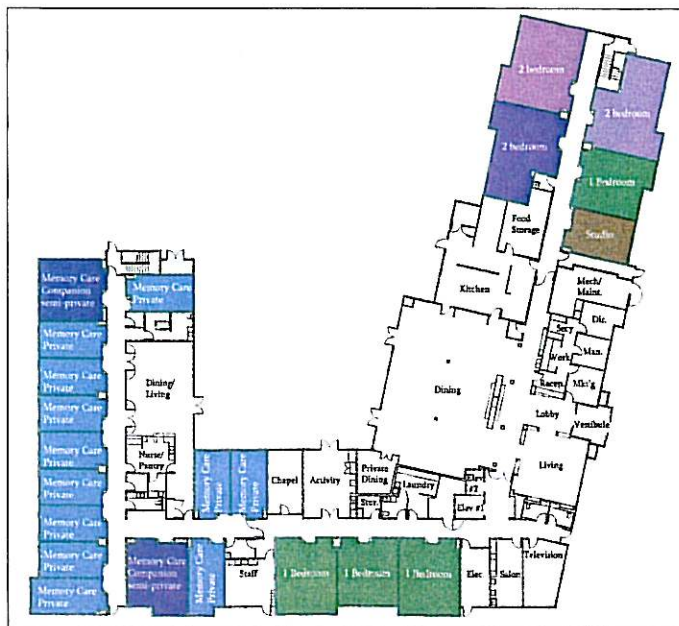 2 bedroom
2 bedroom
2 bedroom
1 Bedroom
Studio
Food
Storage
Kitchen
Mech/
Maint.
Dir.
Secy
Work
Man.
Recep.
Mkt'g
Dining
Lobby
Vestibule
Living
Memory Care
Companion
semi-private
Memory Care
Private
Memory Care
Private
Memory Care
Private
Memory Care
Private
Memory Care
Private
Memory Care
Private
Memory Care
Private
Memory Care
Private
Memory Care
Private
Dining/
Living
Nurse/
Pantry
Memory Care
Private
Memory Care
Private
Chapel
Activity
Private
Dining
Stor.
Laundry
Elev
#2
Elev #1
Memory Care
Companion
semi-private
Memory Care
Private
Staff
1 Bedroom
1 Bedroom
1 Bedroom
Elec.
Salon
Television